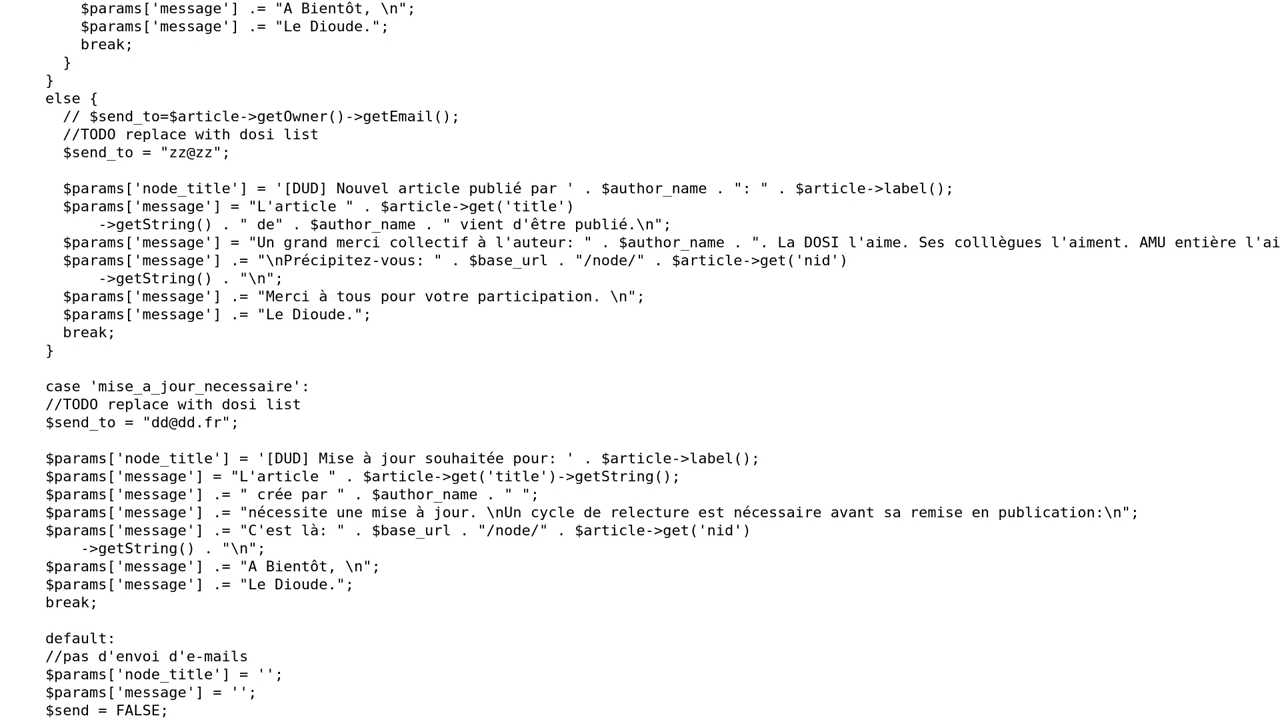 $params['message'] .= "A Bientôt, \n";
$params['message'] .= "Le Dioude.";
break;
}
}
else {
// $send_to=$article->getOwner()->getEmail();
//TODO replace with dosi list
$send_to = "zz@zz";
$params['node_title'] = '[DUD] Nouvel article publié par ' . $author_name . ": " . $article->label();
$params['message'] = "L'article " . $article->get('title')
->getString() . " de" . $author_name . " vient d'être publié.\n";
$params['message'] = "Un grand merci collectif à l'auteur: " . $author_name . ". La DOSI l'aime. Ses colllègues l'aiment. AMU entière l'ai
$params['message'] .= "\nPrécipitez-vous: " . $base_url . "/node/" . $article->get('nid')
->getString() . "\n";
$params['message'] .= "Merci à tous pour votre participation. \n";
$params['message'] .= "Le Dioude.";
break;
}
case 'mise_a_jour_necessaire':
//TODO replace with dosi list
$send_to = "dd@dd.fr";
$params['node_title'] = '[DUD] Mise à jour souhaitée pour: ' . $article->label();
$params['message'] = "L'article " . $article->get('title')->getString();
$params['message'] .= " crée par " . $author_name . " ";
$params['message'] .= "nécessite une mise à jour. \nUn cycle de relecture est nécessaire avant sa remise en publication:\n";
$params['message'] .= "C'est là: " . $base_url . "/node/" . $article->get('nid')
->getString() . "\n";
$params['message'] .= "A Bientôt, \n";
$params['message'] .= "Le Dioude.";
break;
default:
//pas d'envoi d'e-mails
$params['node_title'] = '';
$params['message'] = '';
$send = FALSE;